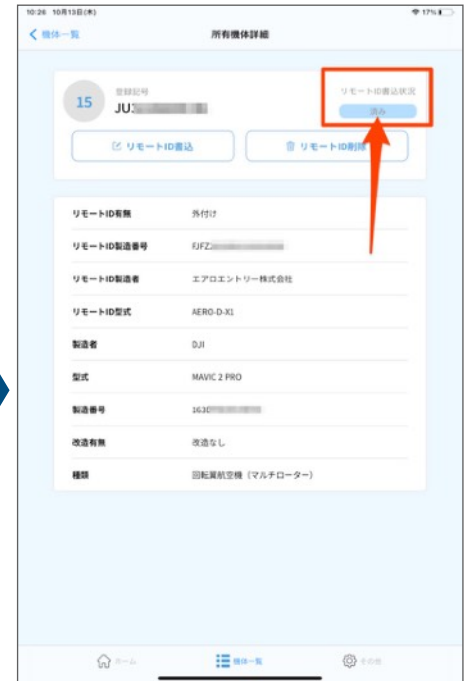 10:26 10月13日(木) 17%
機体一覧 所有機体詳細
15
登録記号
JU
リモートID書込状況
済み
リモートID書込
リモートID削除
リモートID有無 外付け
リモートID製造番号 FJFZ
リモートID製造者 エアロエントリー株式会社
リモートID型式 AERO-D-X1
製造者 DJI
型式 MAVIC 2 PRO
製造番号 163
改造有無 改造なし
種類 回転翼航空機（マルチローター）
ホーム 機体一覧 その他